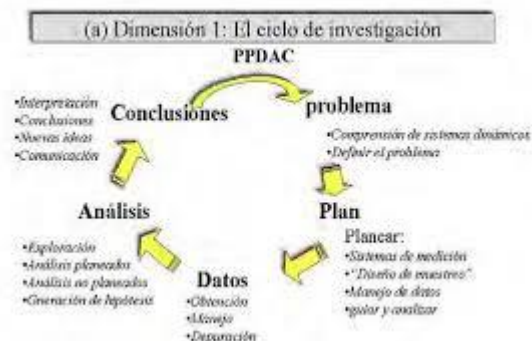 (a) Dimensión 1: El ciclo de investigación
PPDAC
problema
•Comprensión de sistemas dinámicos
•Definir el problema
Plan
Planear:
•Sistemas de medición
•"Diseño de muestreo"
•Manejo de datos
•guiar y analizar
Datos
•Obtención
•Manejo
•Depuración
Análisis
•Exploración
•Análisis planeados
•Análisis no planeados
•Generación de hipótesis
Conclusiones
•Interpretación
•Conclusiones
•Nuevas ideas
•Comunicación